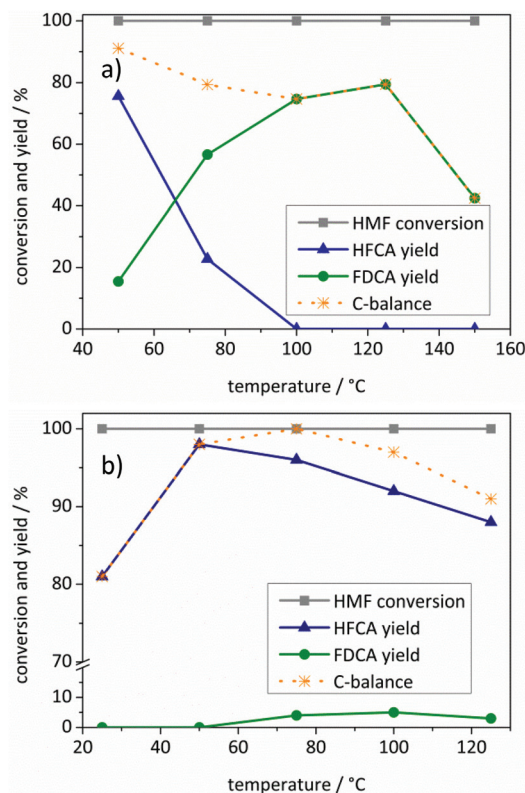 100
a)
80
60
40
20
0
conversion and yield / %
HMF conversion
HFCA yield
FDCA yield
C-balance
40 60 80 100 120 140 160
temperature / °C
100
b)
90
80
70
10
5
0
conversion and yield / %
HMF conversion
HFCA yield
FDCA yield
C-balance
20 40 60 80 100 120
temperature / °C